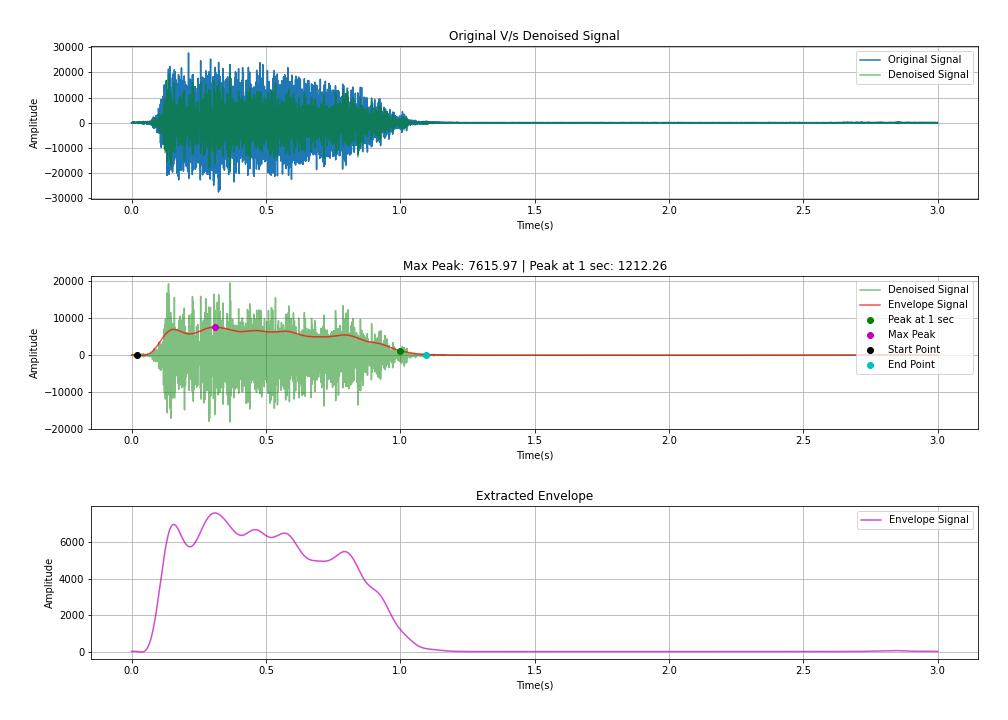 Original V/s Denoised Signal
30000
20000
10000
0
−10000
−20000
−30000
Amplitude
Original Signal
Denoised Signal
0.0 0.5 1.0 1.5 2.0 2.5 3.0
Time(s)
Max Peak: 7615.97 | Peak at 1 sec: 1212.26
20000
10000
0
−10000
−20000
Amplitude
Denoised Signal
Envelope Signal
Peak at 1 sec
Max Peak
Start Point
End Point
0.0 0.5 1.0 1.5 2.0 2.5 3.0
Time(s)
Extracted Envelope
6000
4000
2000
0
Amplitude
Envelope Signal
0.0 0.5 1.0 1.5 2.0 2.5 3.0
Time(s)